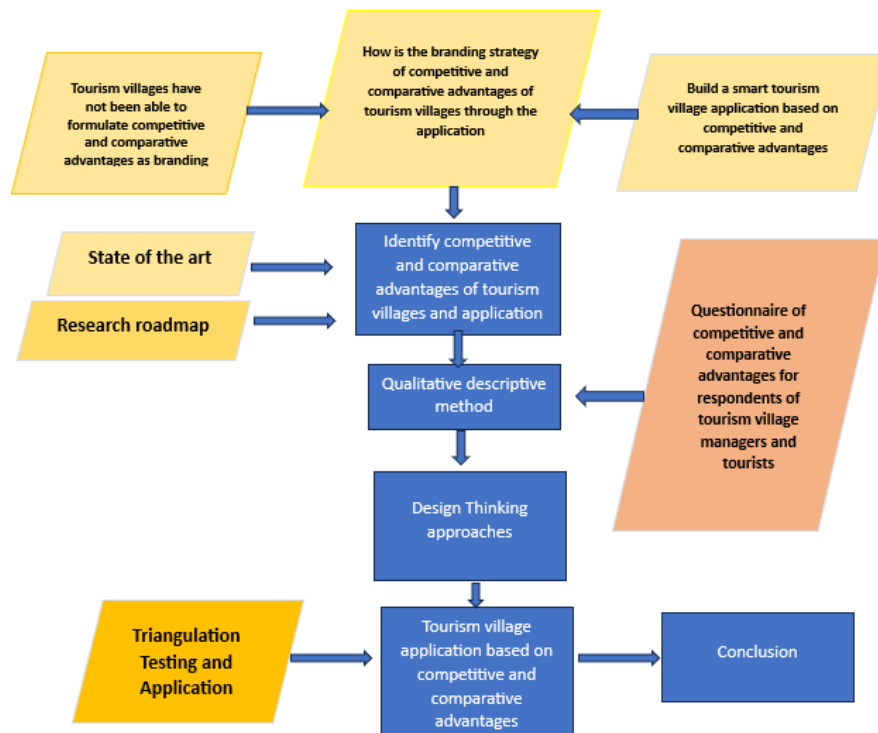 Tourism villages have
not been able to
formulate competitive
and comparative
advantages as branding
How is the branding strategy
of competitive and
comparative advantages of
tourism villages through the
application
Build a smart tourism
village application based on
competitive and
comparative advantages
State of the art
Research roadmap
Identify competitive
and comparative
advantages of tourism
villages and application
Questionnaire of
competitive and
comparative
advantages for
respondents of
tourism village
managers and
tourists
Qualitative descriptive
method
Design Thinking
approaches
Triangulation
Testing and
Application
Tourism village
application based on
competitive and
comparative
advantages
Conclusion